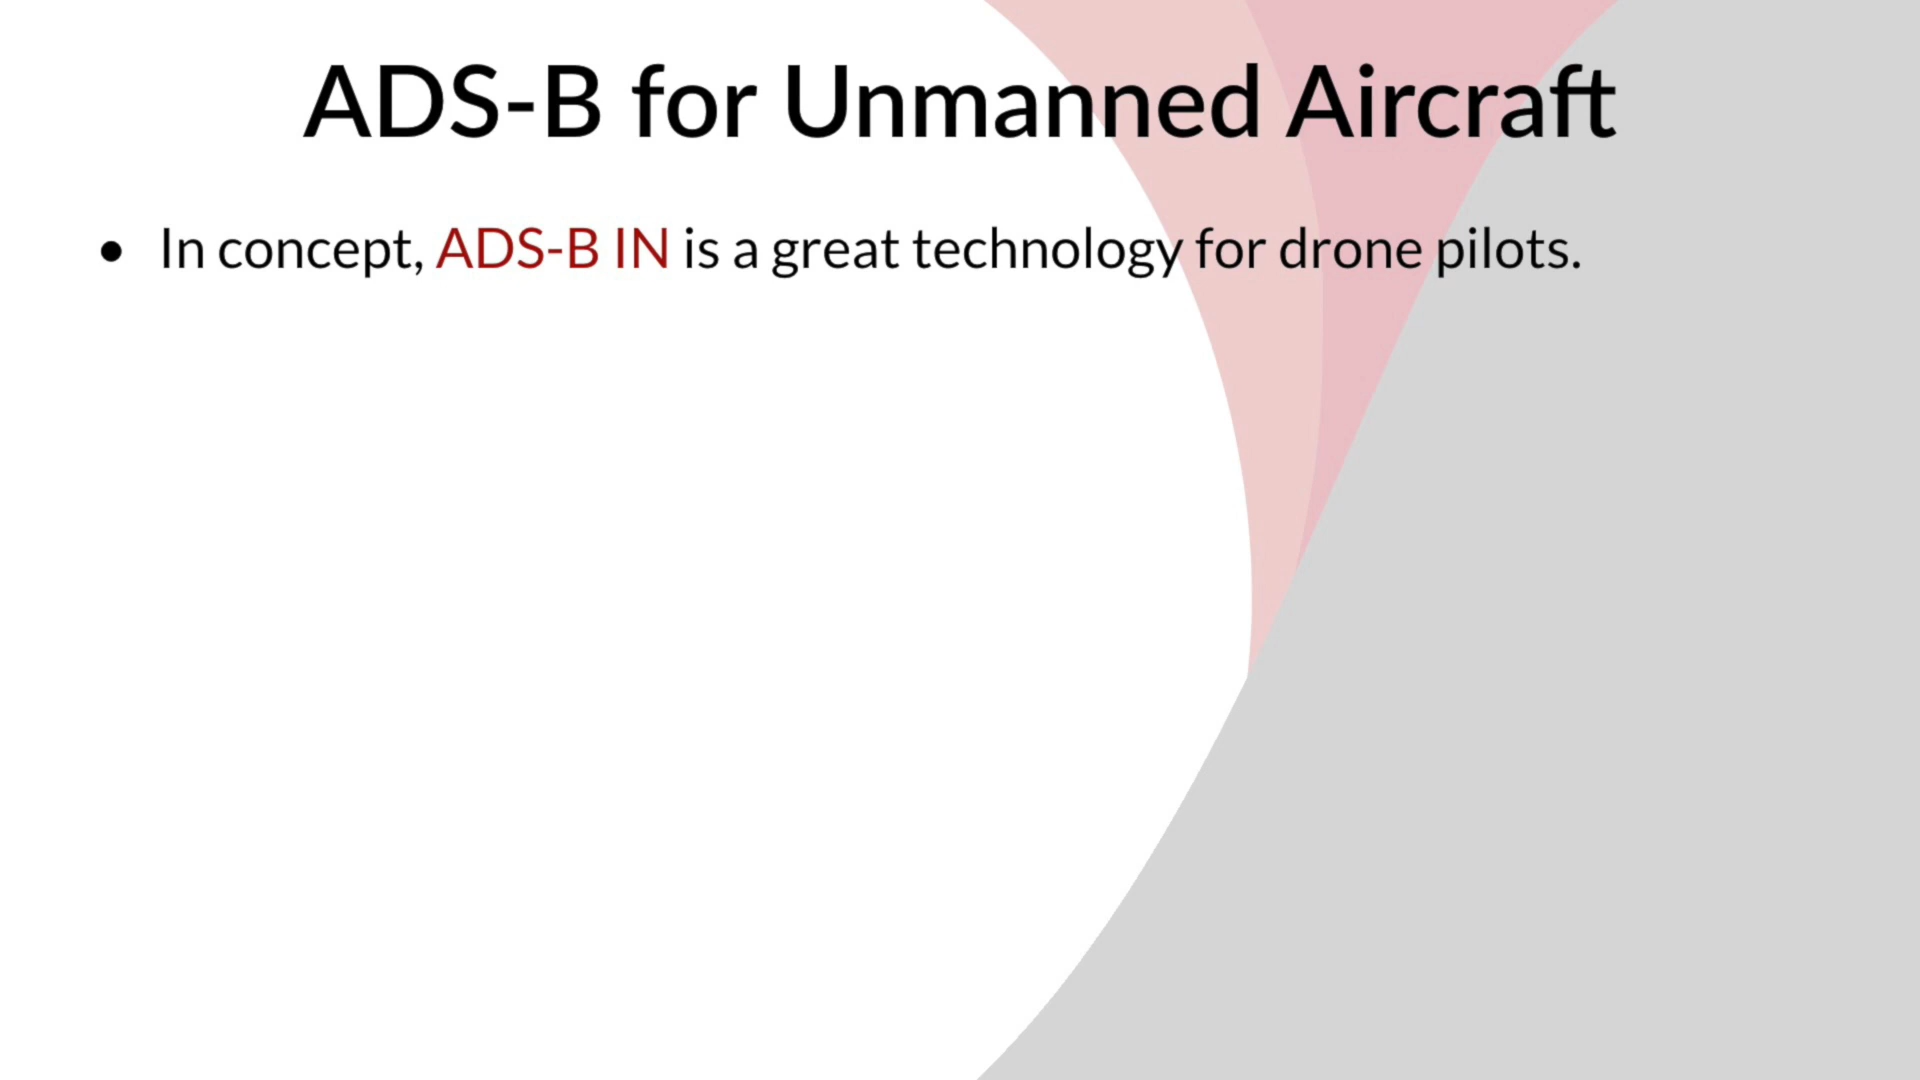 ADS-B for Unmanned Aircraft
• In concept, ADS-B IN is a great technology for drone pilots.